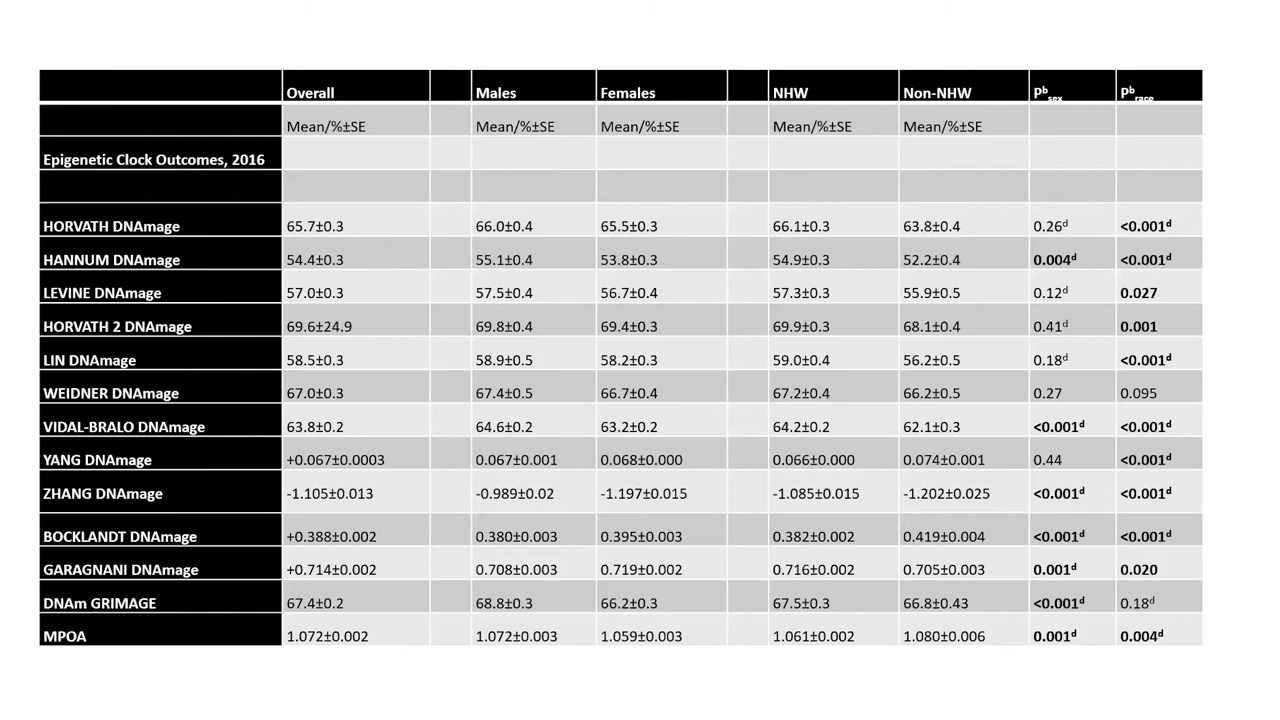 Overall Males Females NHW Non-NHW Pb sex Pb race
Mean/%±SE Mean/%±SE Mean/%±SE Mean/%±SE Mean/%±SE
Epigenetic Clock Outcomes, 2016
HORVATH DNAmage 65.7±0.3 66.0±0.4 65.5±0.3 66.1±0.3 63.8±0.4 0.26d <0.001d
HANNUM DNAmage 54.4±0.3 55.1±0.4 53.8±0.3 54.9±0.3 52.2±0.4 0.004d <0.001d
LEVINE DNAmage 57.0±0.3 57.5±0.4 56.7±0.4 57.3±0.3 55.9±0.5 0.12d 0.027
HORVATH 2 DNAmage 69.6±24.9 69.8±0.4 69.4±0.3 69.9±0.3 68.1±0.4 0.41d 0.001
LIN DNAmage 58.5±0.3 58.9±0.5 58.2±0.3 59.0±0.4 56.2±0.5 0.18d <0.001d
WEIDNER DNAmage 67.0±0.3 67.4±0.5 66.7±0.4 67.2±0.4 66.2±0.5 0.27 0.095
VIDAL-BRALO DNAmage 63.8±0.2 64.6±0.2 63.2±0.2 64.2±0.2 62.1±0.3 <0.001d <0.001d
YANG DNAmage +0.067±0.0003 0.067±0.001 0.068±0.000 0.066±0.000 0.074±0.001 0.44 <0.001d
ZHANG DNAmage -1.105±0.013 -0.989±0.02 -1.197±0.015 -1.085±0.015 -1.202±0.025 <0.001d <0.001d
BOCKLANDT DNAmage +0.388±0.002 0.380±0.003 0.395±0.003 0.382±0.002 0.419±0.004 <0.001d <0.001d
GARAGNANI DNAmage +0.714±0.002 0.708±0.003 0.719±0.002 0.716±0.002 0.705±0.003 0.001d 0.020
DNAm GRIMAGE 67.4±0.2 68.8±0.3 66.2±0.3 67.5±0.3 66.8±0.43 <0.001d 0.18d
MPOA 1.072±0.002 1.072±0.003 1.059±0.003 1.061±0.002 1.080±0.006 0.001d 0.004d